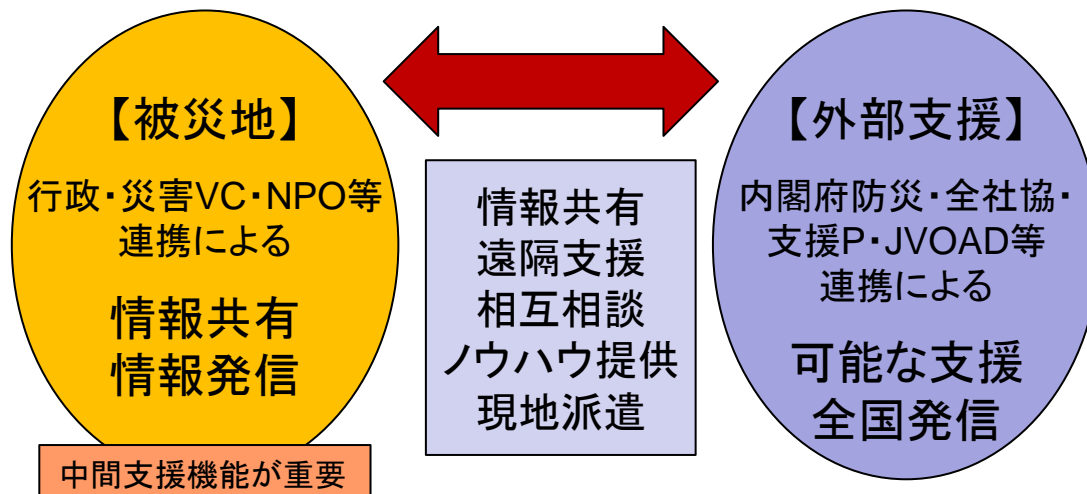 【被災地】
行政・災害VC・NPO等
連携による
情報共有
情報発信
中間支援機能が重要
情報共有
遠隔支援
相互相談
ノウハウ提供
現地派遣
【外部支援】
内閣府防災・全社協・
支援P・JVOAD等
連携による
可能な支援
全国発信